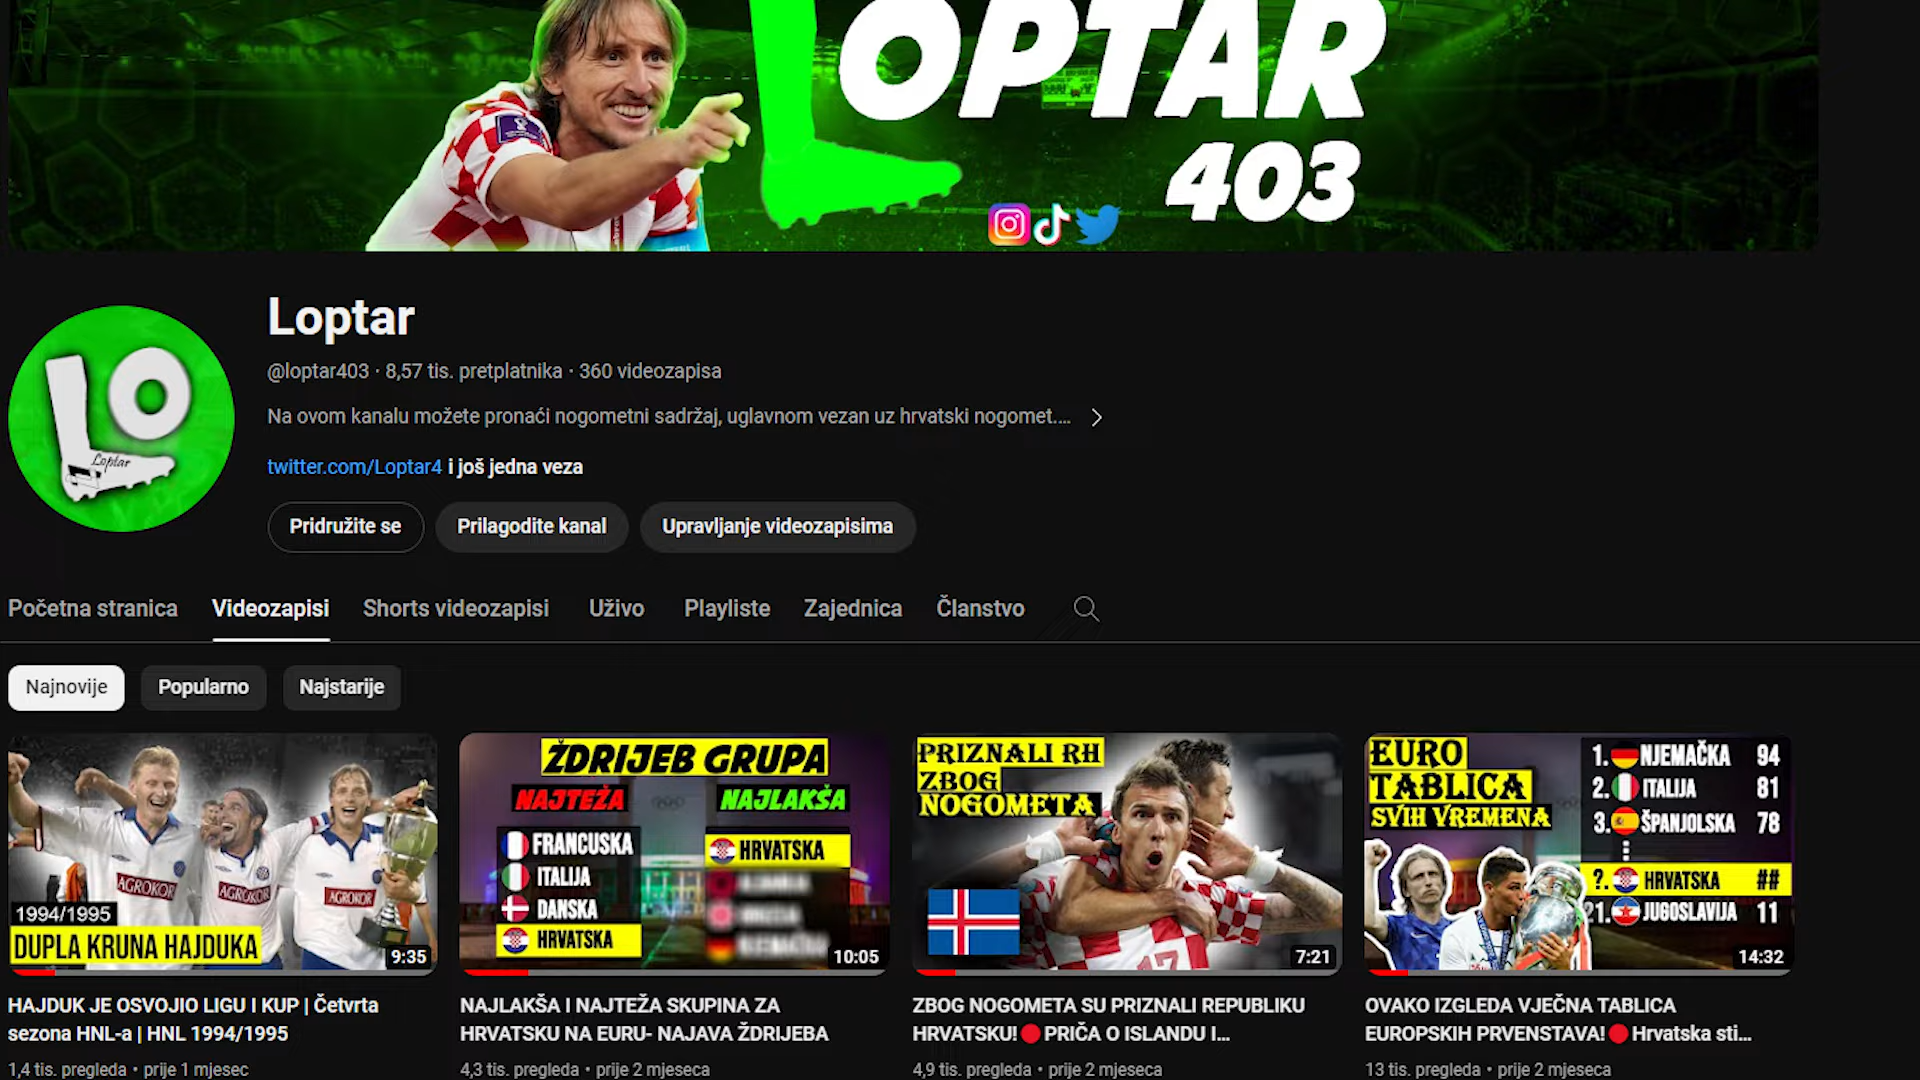 LOPTAR
403
Loptar
@loptar403 · 8,57 tis. pretplatnika · 360 videozapisa
Na ovom kanalu možete pronaći nogometni sadržaj, uglavnom vezan uz hrvatski nogomet....
twitter.com/Loptar4 i još jedna veza
Pridružite se
Prilagodite kanal
Upravljanje videozapisima
LO
Loptar
Početna stranica
Videozapisi
Shorts videozapisi
Uživo
Playliste
Zajednica
Članstvo
Najnovije
Popularno
Najstarije
AGROKOR
AGROKOR
AGROKOR
1994/1995
DUPLA KRUNA HAJDUKA
9:35
ŽDRIJEB GRUPA
NAJTEŽA
NAJLAKŠA
FRANCUSKA
ITALIJA
DANSKA
HRVATSKA
HRVATSKA
10:05
PRIZNALI RH
ZBOG
NOGOMETA
17
7:21
EURO
TABLICA
SVIH VREMENA
1. NJEMAČKA 94
2. ITALIJA 81
3. ŠPANJOLSKA 78
?. HRVATSKA ##
21. JUGOSLAVIJA 11
14:32
HAJDUK JE OSVOJIO LIGU I KUP | Četvrta
sezona HNL-a | HNL 1994/1995
1,4 tis. pregleda • prije 1 mjesec
NAJLAKŠA I NAJTEŽA SKUPINA ZA
HRVATSKU NA EURU- NAJAVA ŽDRIJEBA
4,3 tis. pregleda • prije 2 mjeseca
ZBOG NOGOMETA SU PRIZNALI REPUBLIKU
HRVATSKU!🔴 PRIČA O ISLANDU I...
4,9 tis. pregleda • prije 2 mjeseca
OVAKO IZGLEDA VJEČNA TABLICA
EUROPSKIH PRVENSTAVA!🔴 Hrvatska sti...
13 tis. pregleda • prije 2 mjeseca